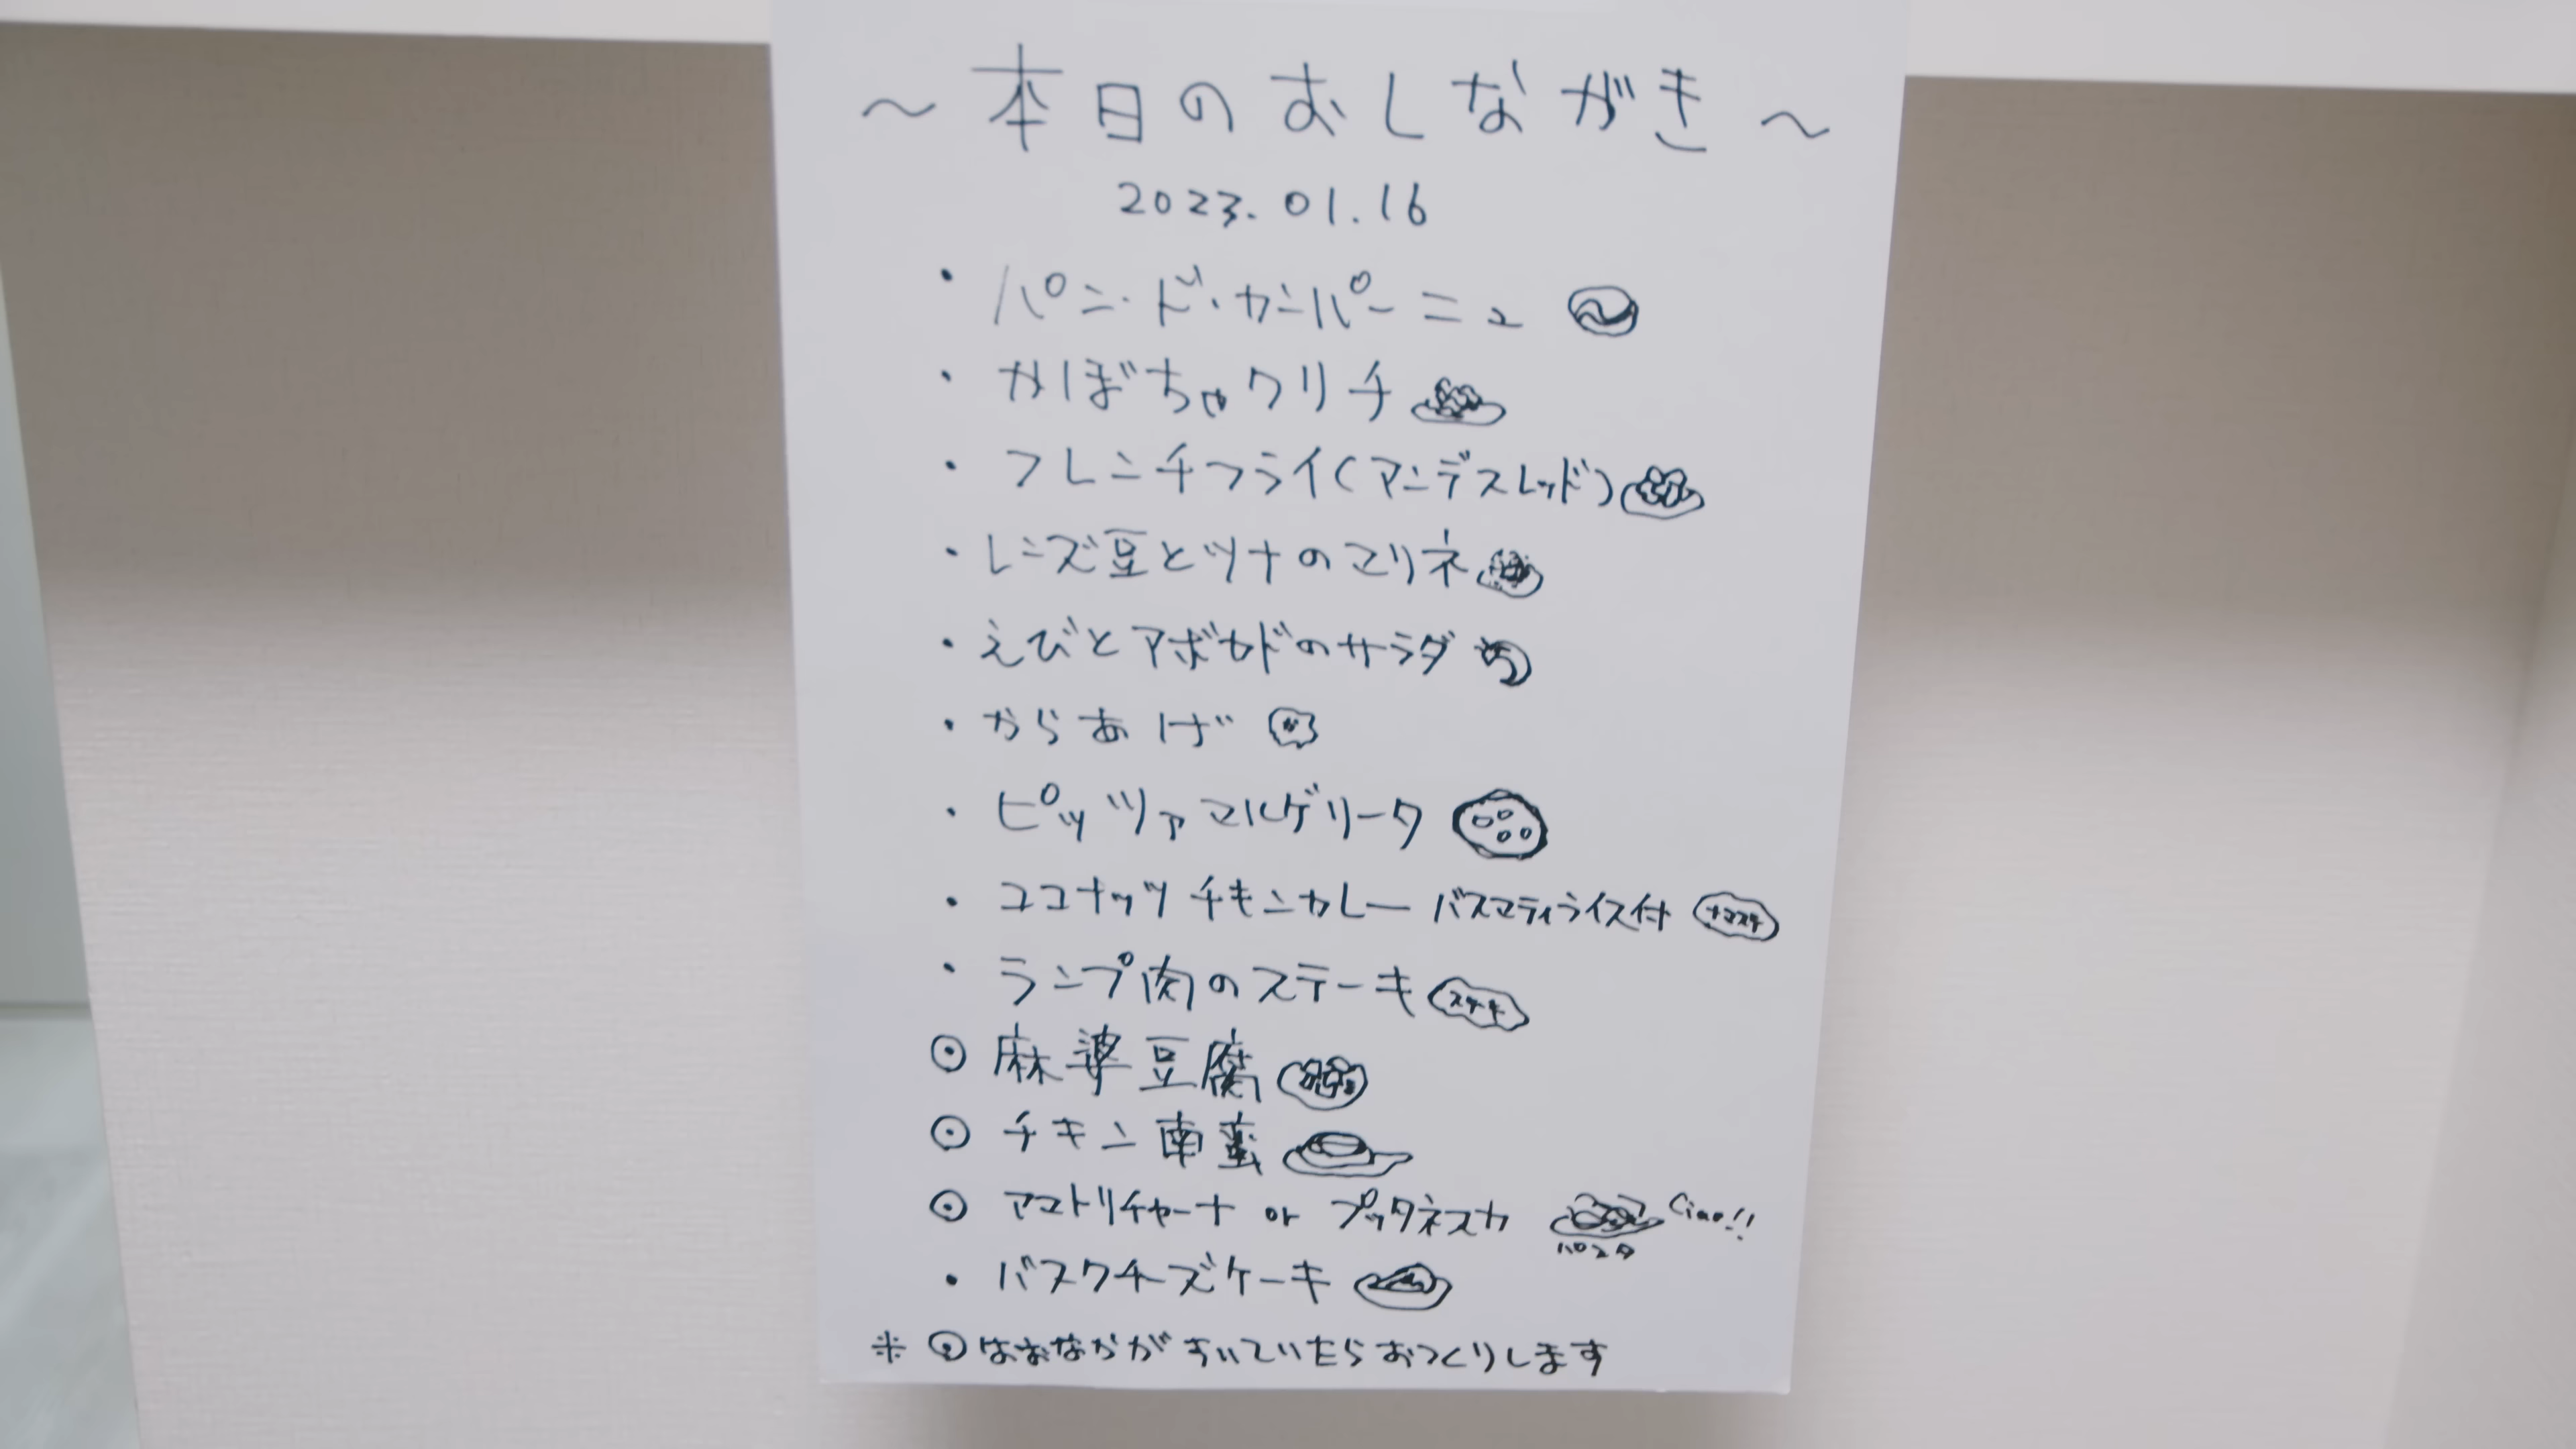 ～本日のおしながき～
2023.01.16
・パン・ド・カンパーニュ
・かぼちゃクリチ
・フレンチフライ(アンデスレッド)
・レンズ豆とツナのマリネ
・えびとアボカドのサラダ
・からあげ か
・ピッツァマルゲリータ
・ココナッツチキンカレー バスマティライス付 ナマステ
・ランプ肉のステーキ ステーキ
⊙麻婆豆腐
⊙チキン南蛮
⊙アマトリチャーナ or プッタネスカ Ciao!!
・バスクチーズケーキ
※⊙はおなかがすいていたらおつくりします